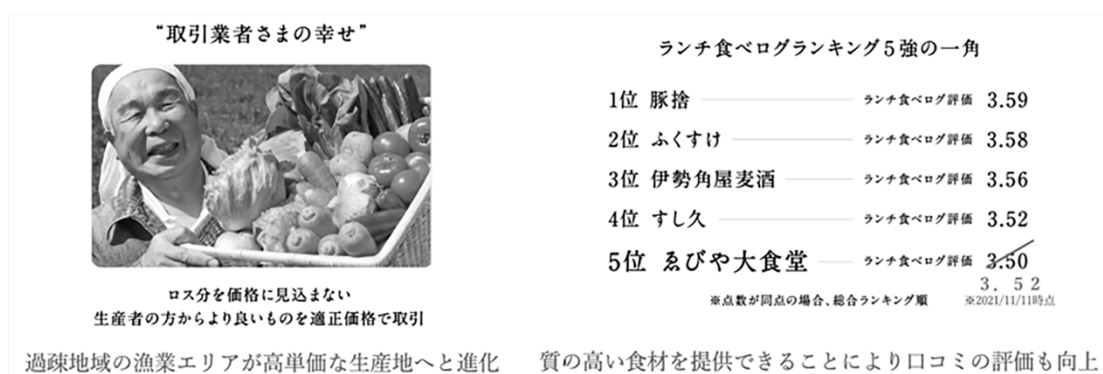 “取引業者さまの幸せ”
ロス分を価格に見込まない
生産者の方からより良いものを適正価格で取引
過疎地域の漁業エリアが高単価な生産地へと進化
ランチ食べログランキング5強の一角
1位 豚捨 ランチ食べログ評価 3.59
2位 ふくすけ ランチ食べログ評価 3.58
3位 伊勢角屋麦酒 ランチ食べログ評価 3.56
4位 すし久 ランチ食べログ評価 3.52
5位 ゑびや大食堂 ランチ食べログ評価 3.50
3.52
※点数が同点の場合、総合ランキング順 ※2021/11/11時点
質の高い食材を提供できることにより口コミの評価も向上